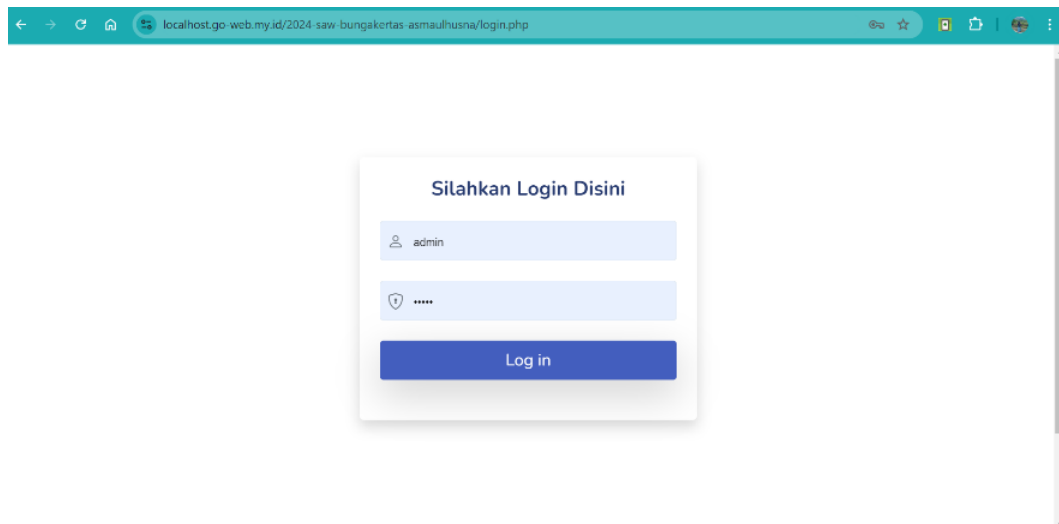 localhost.go-web.my.id/2024-saw-bungakertas-asmaulhusna/login.php
Silahkan Login Disini
admin
•••••
Log in